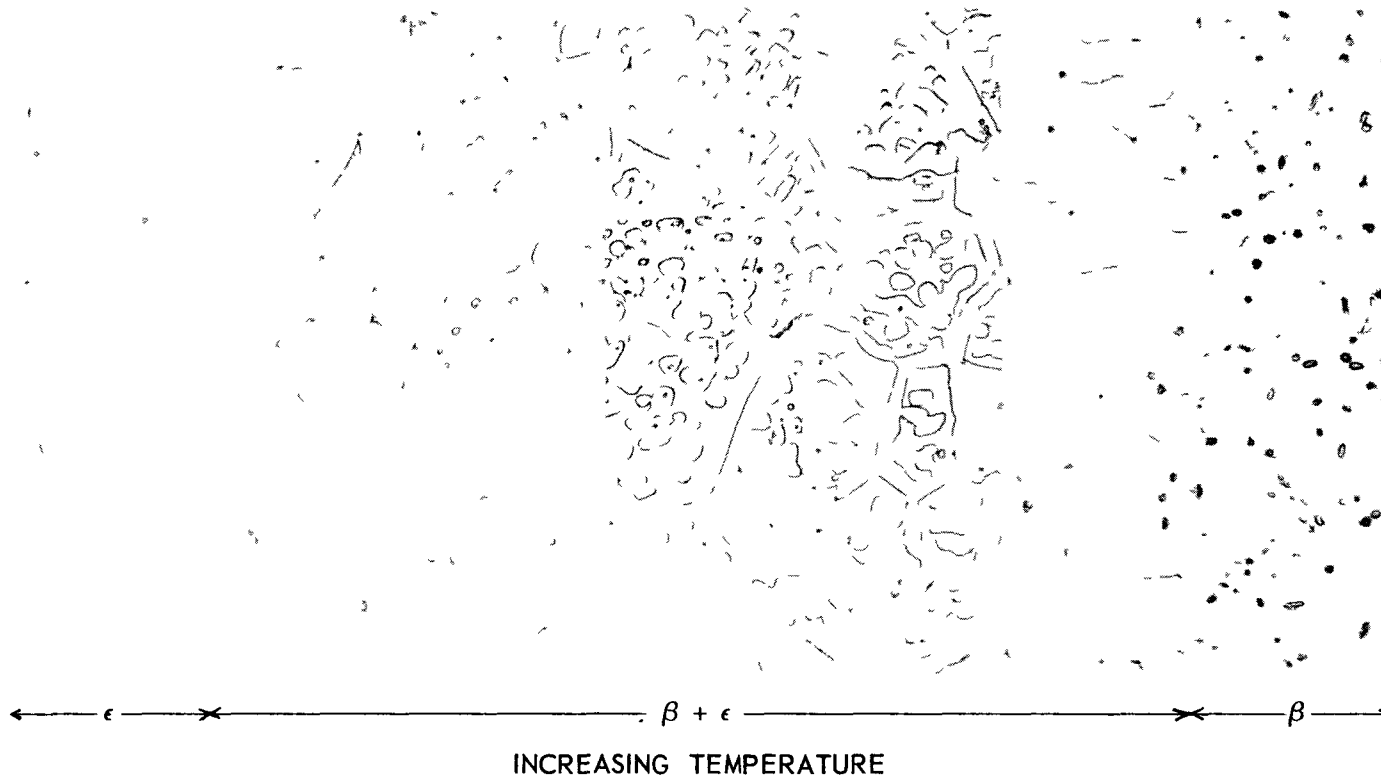 ϵ β + ϵ β
INCREASING TEMPERATURE